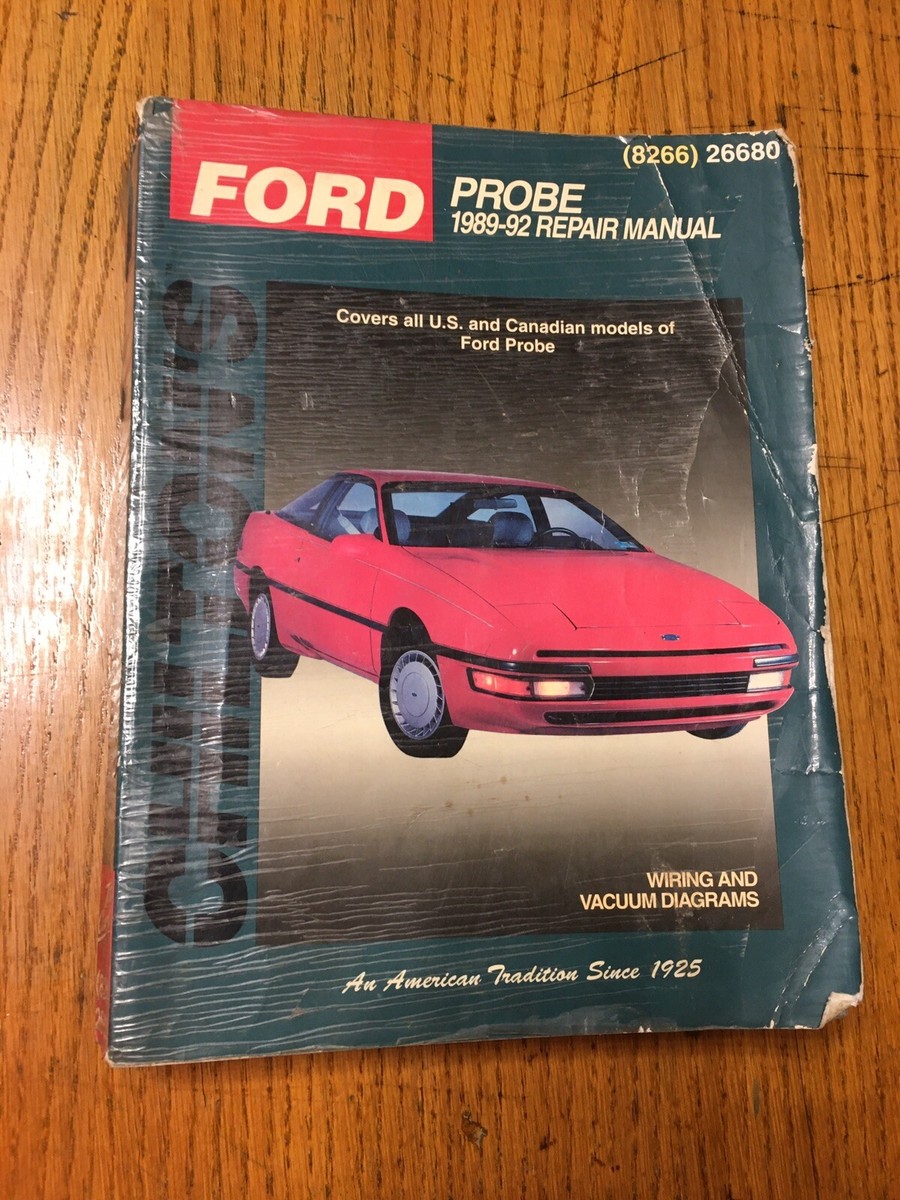 (8266) 26680
FORD
PROBE
1989-92 REPAIR MANUAL
CHILTON'S
Covers all U.S. and Canadian models of
Ford Probe
WIRING AND
VACUUM DIAGRAMS
An American Tradition Since 1925